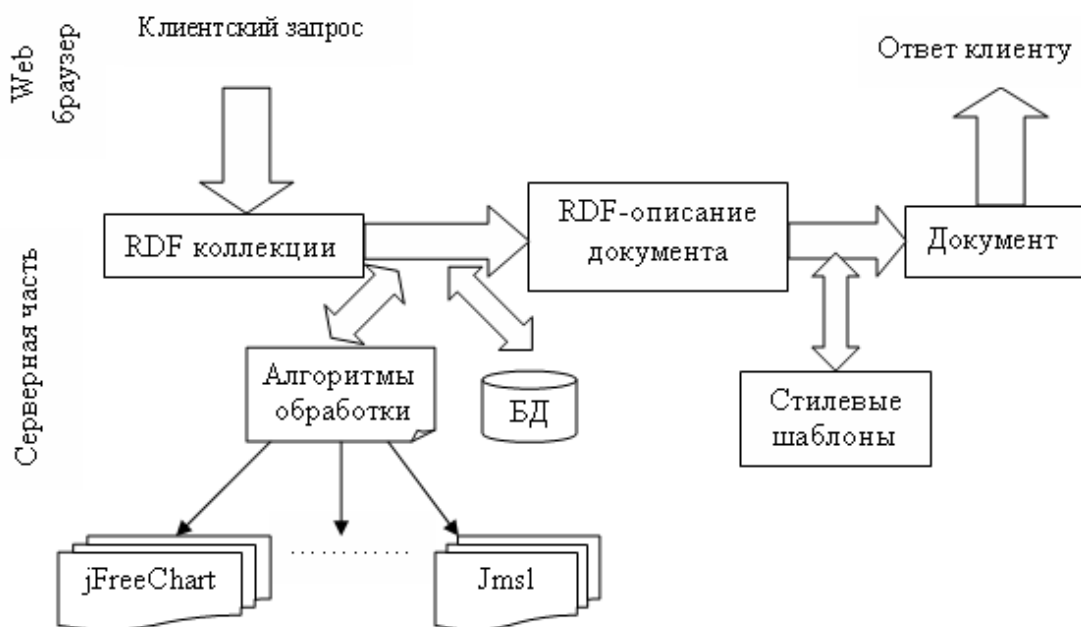 Web
браузер
Клиентский запрос
Ответ клиенту
Серверная часть
RDF коллекции
RDF-описание
документа
Документ
Алгоритмы
обработки
БД
Стилевые
шаблоны
jFreeChart
....................
Jmsl